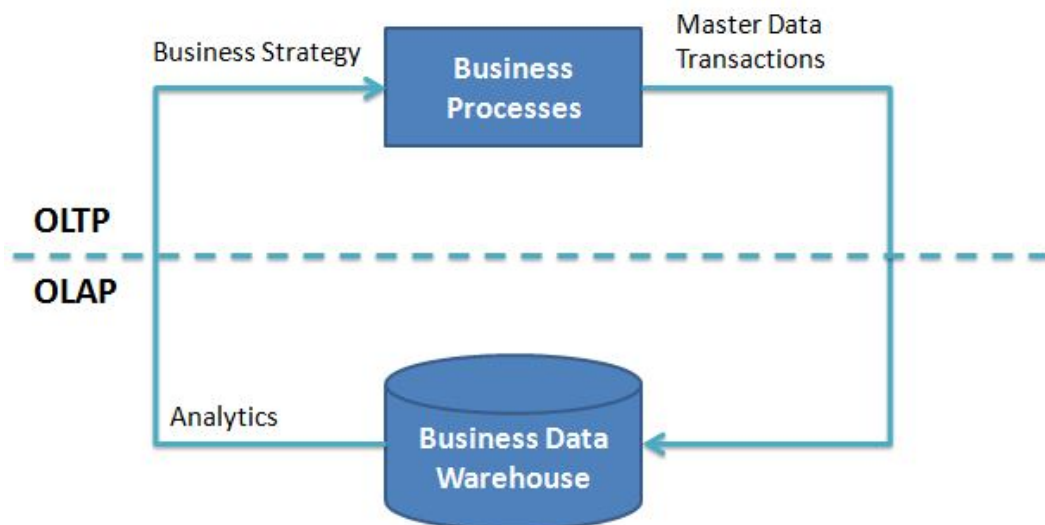 Business Strategy
Business
Processes
Master Data
Transactions
OLTP
OLAP
Analytics
Business Data
Warehouse